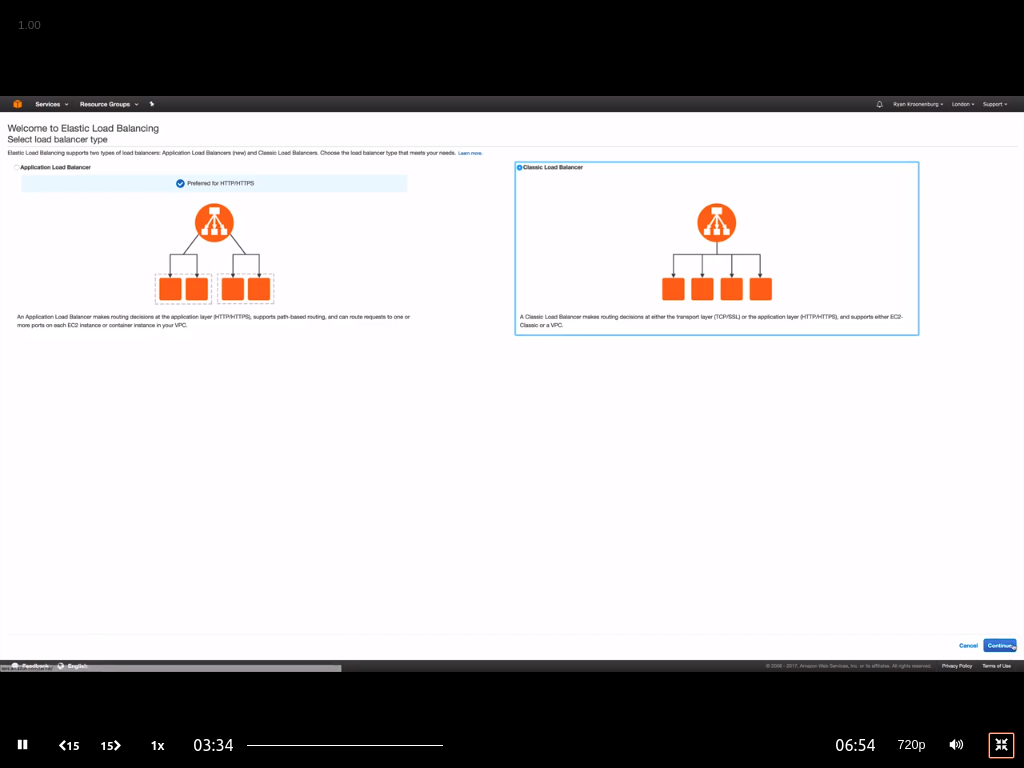 1.00
Services Resource Groups Ryan Kroonenburg London Support
Welcome to Elastic Load Balancing
Select load balancer type
Elastic Load Balancing supports two types of load balancers: Application Load Balancers (new) and Classic Load Balancers. Choose the load balancer type that meets your needs. Learn more.
Application Load Balancer Classic Load Balancer
Preferred for HTTP/HTTPS
An Application Load Balancer makes routing decisions at the application layer (HTTP/HTTPS), supports path-based routing, and can route requests to one or
more ports on each EC2 instance or container instance in your VPC.
A Classic Load Balancer makes routing decisions at either the transport layer (TCP/SSL) or the application layer (HTTP/HTTPS), and supports either EC2-
Classic or a VPC.
Cancel Continue
Feedback English © 2008 - 2017, Amazon Web Services, Inc. or its affiliates. All rights reserved. Privacy Policy Terms of Use
15 15 1x 03:34 06:54 720p